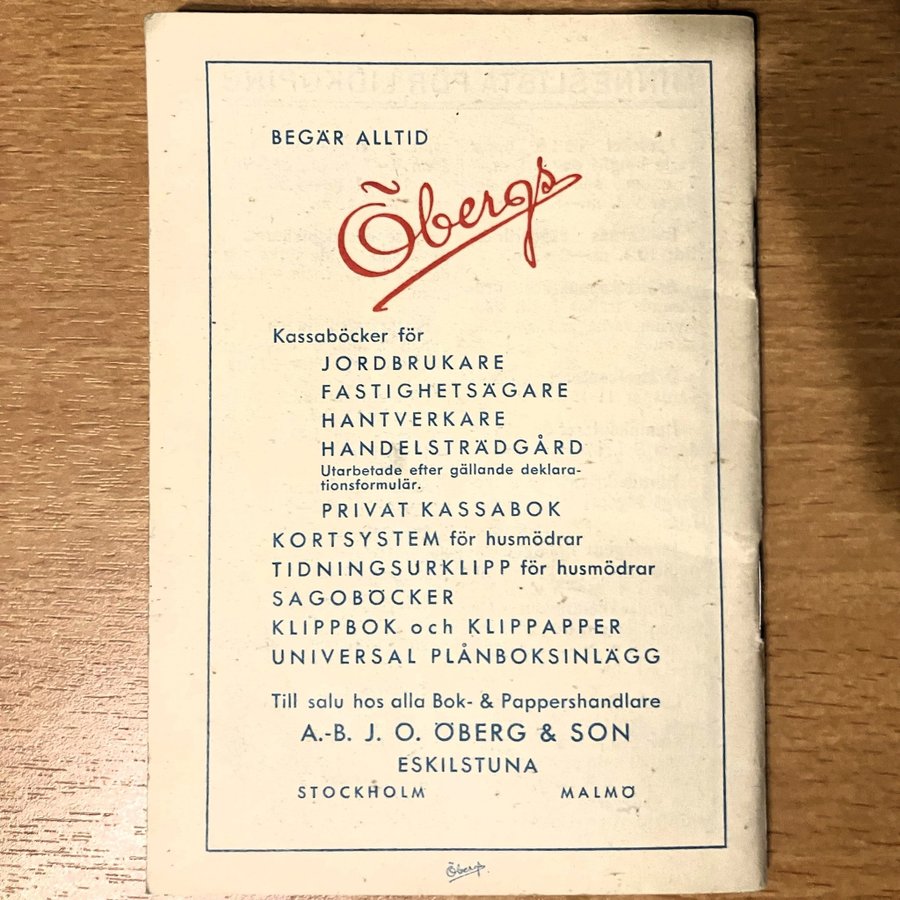 BEGÄR ALLTID
Öbergs
Kassaböcker för
JORDBRUKARE
FASTIGHETSÄGARE
HANTVERKARE
HANDELSTRÄDGÅRD
Utarbetade efter gällande deklara-
tionsformulär.
PRIVAT KASSABOK
KORTSYSTEM för husmödrar
TIDNINGSURKLIPP för husmödrar
SAGOBÖCKER
KLIPPBOK och KLIPPAPPER
UNIVERSAL PLÅNBOKSINLÄGG
Till salu hos alla Bok- & Pappershandlare
A.-B. J. O. ÖBERG & SON
ESKILSTUNA
STOCKHOLM MALMÖ
Öbergs